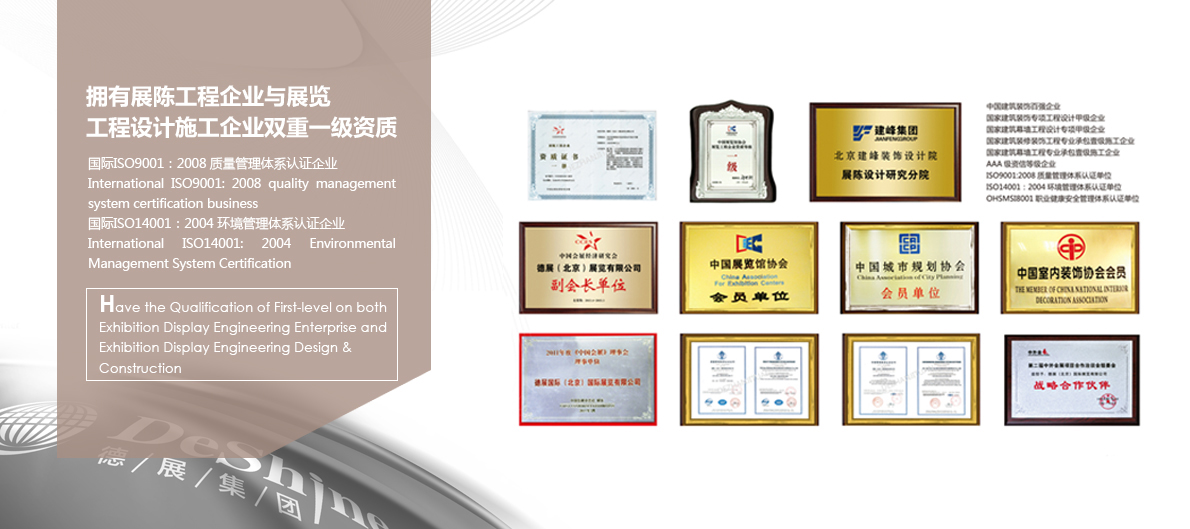 拥有展陈工程企业与展览
工程设计施工企业双重一级资质
国际ISO9001：2008 质量管理体系认证企业
International ISO9001: 2008 quality management
system certification business
国际ISO14001：2004 环境管理体系认证企业
International ISO14001: 2004 Environmental
Management System Certification
Have the Qualification of First-level on both
Exhibition Display Engineering Enterprise and
Exhibition Display Engineering Design &
Construction
DeShine
德/展/集/团
资质证书
一级
建峰集团
JIANFENGGROUP
北京建峰装饰设计院
展陈设计研究分院
中国建筑装饰百强企业
国家建筑装饰专项工程设计甲级企业
国家建筑幕墙工程设计专项甲级企业
国家建筑装修装饰工程专业承包壹级施工企业
国家建筑幕墙工程专业承包壹级施工企业
AAA 级资信等级企业
ISO9001:2008 质量管理体系认证单位
ISO14001：2004 环境管理体系认证单位
OHSMSI8001 职业健康安全管理体系认证单位
中国会展经济研究会
德展（北京）展览有限公司
副会长单位
中国展览馆协会
China Association
For Exhibition Centers
会员单位
中国城市规划协会
China Association of City Planning
会员单位
中国室内装饰协会会员
THE MEMBER OF CHINA NATIONAL INTERIOR
DECORATION ASSOCIATION
理事单位
德展国际（北京）国际展览有限公司
战略合作伙伴